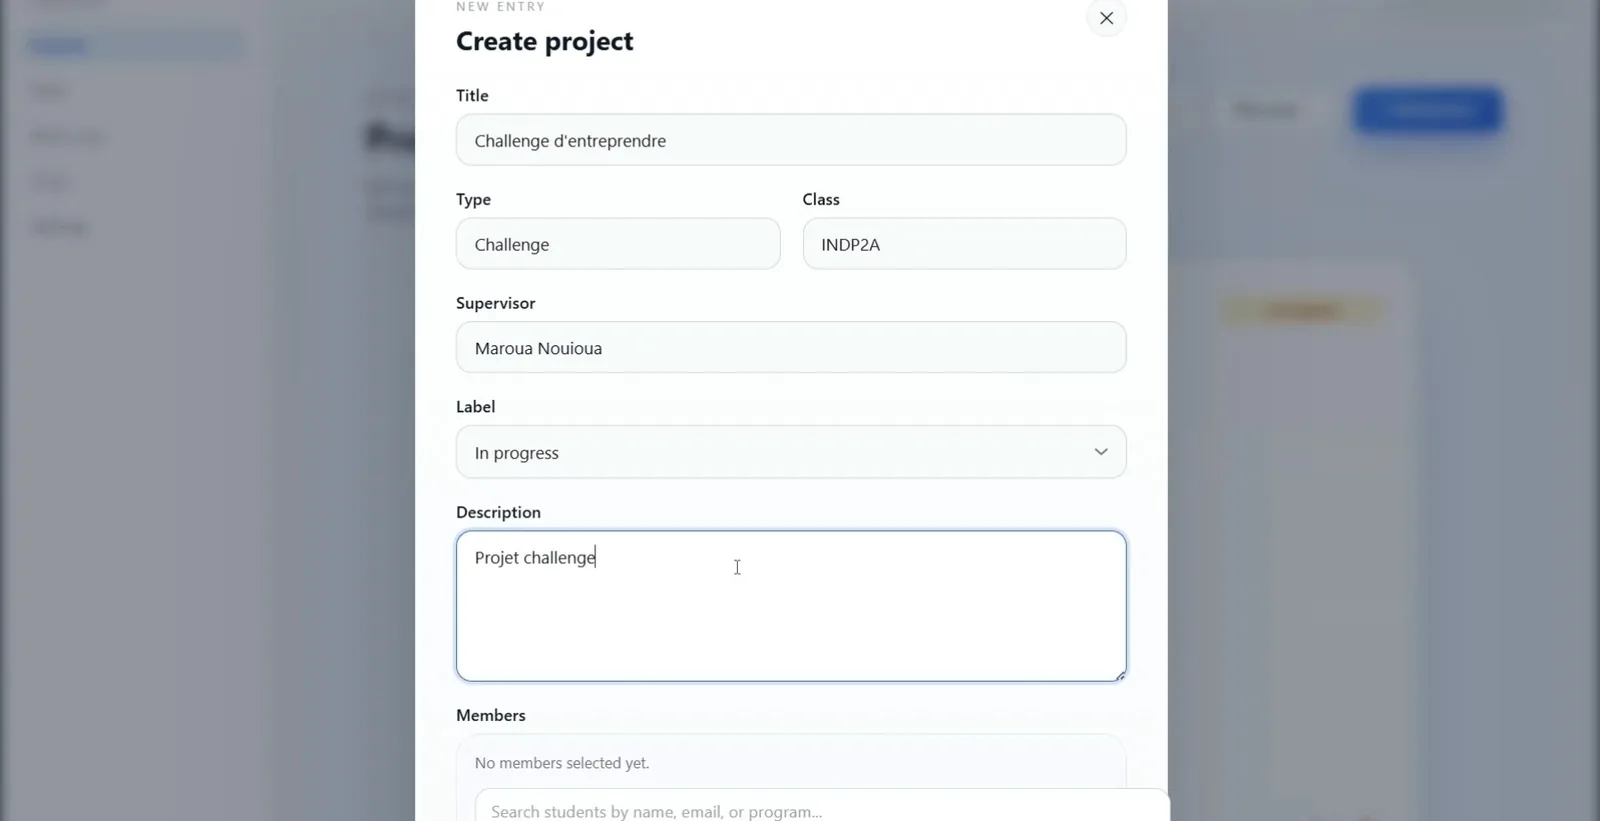 NEW ENTRY
Create project
Title
Challenge d'entreprendre
Type
Class
Challenge
INDP2A
Supervisor
Maroua Nouioua
Label
In progress
Description
Projet challenge
Members
No members selected yet.
Search students by name, email, or program...